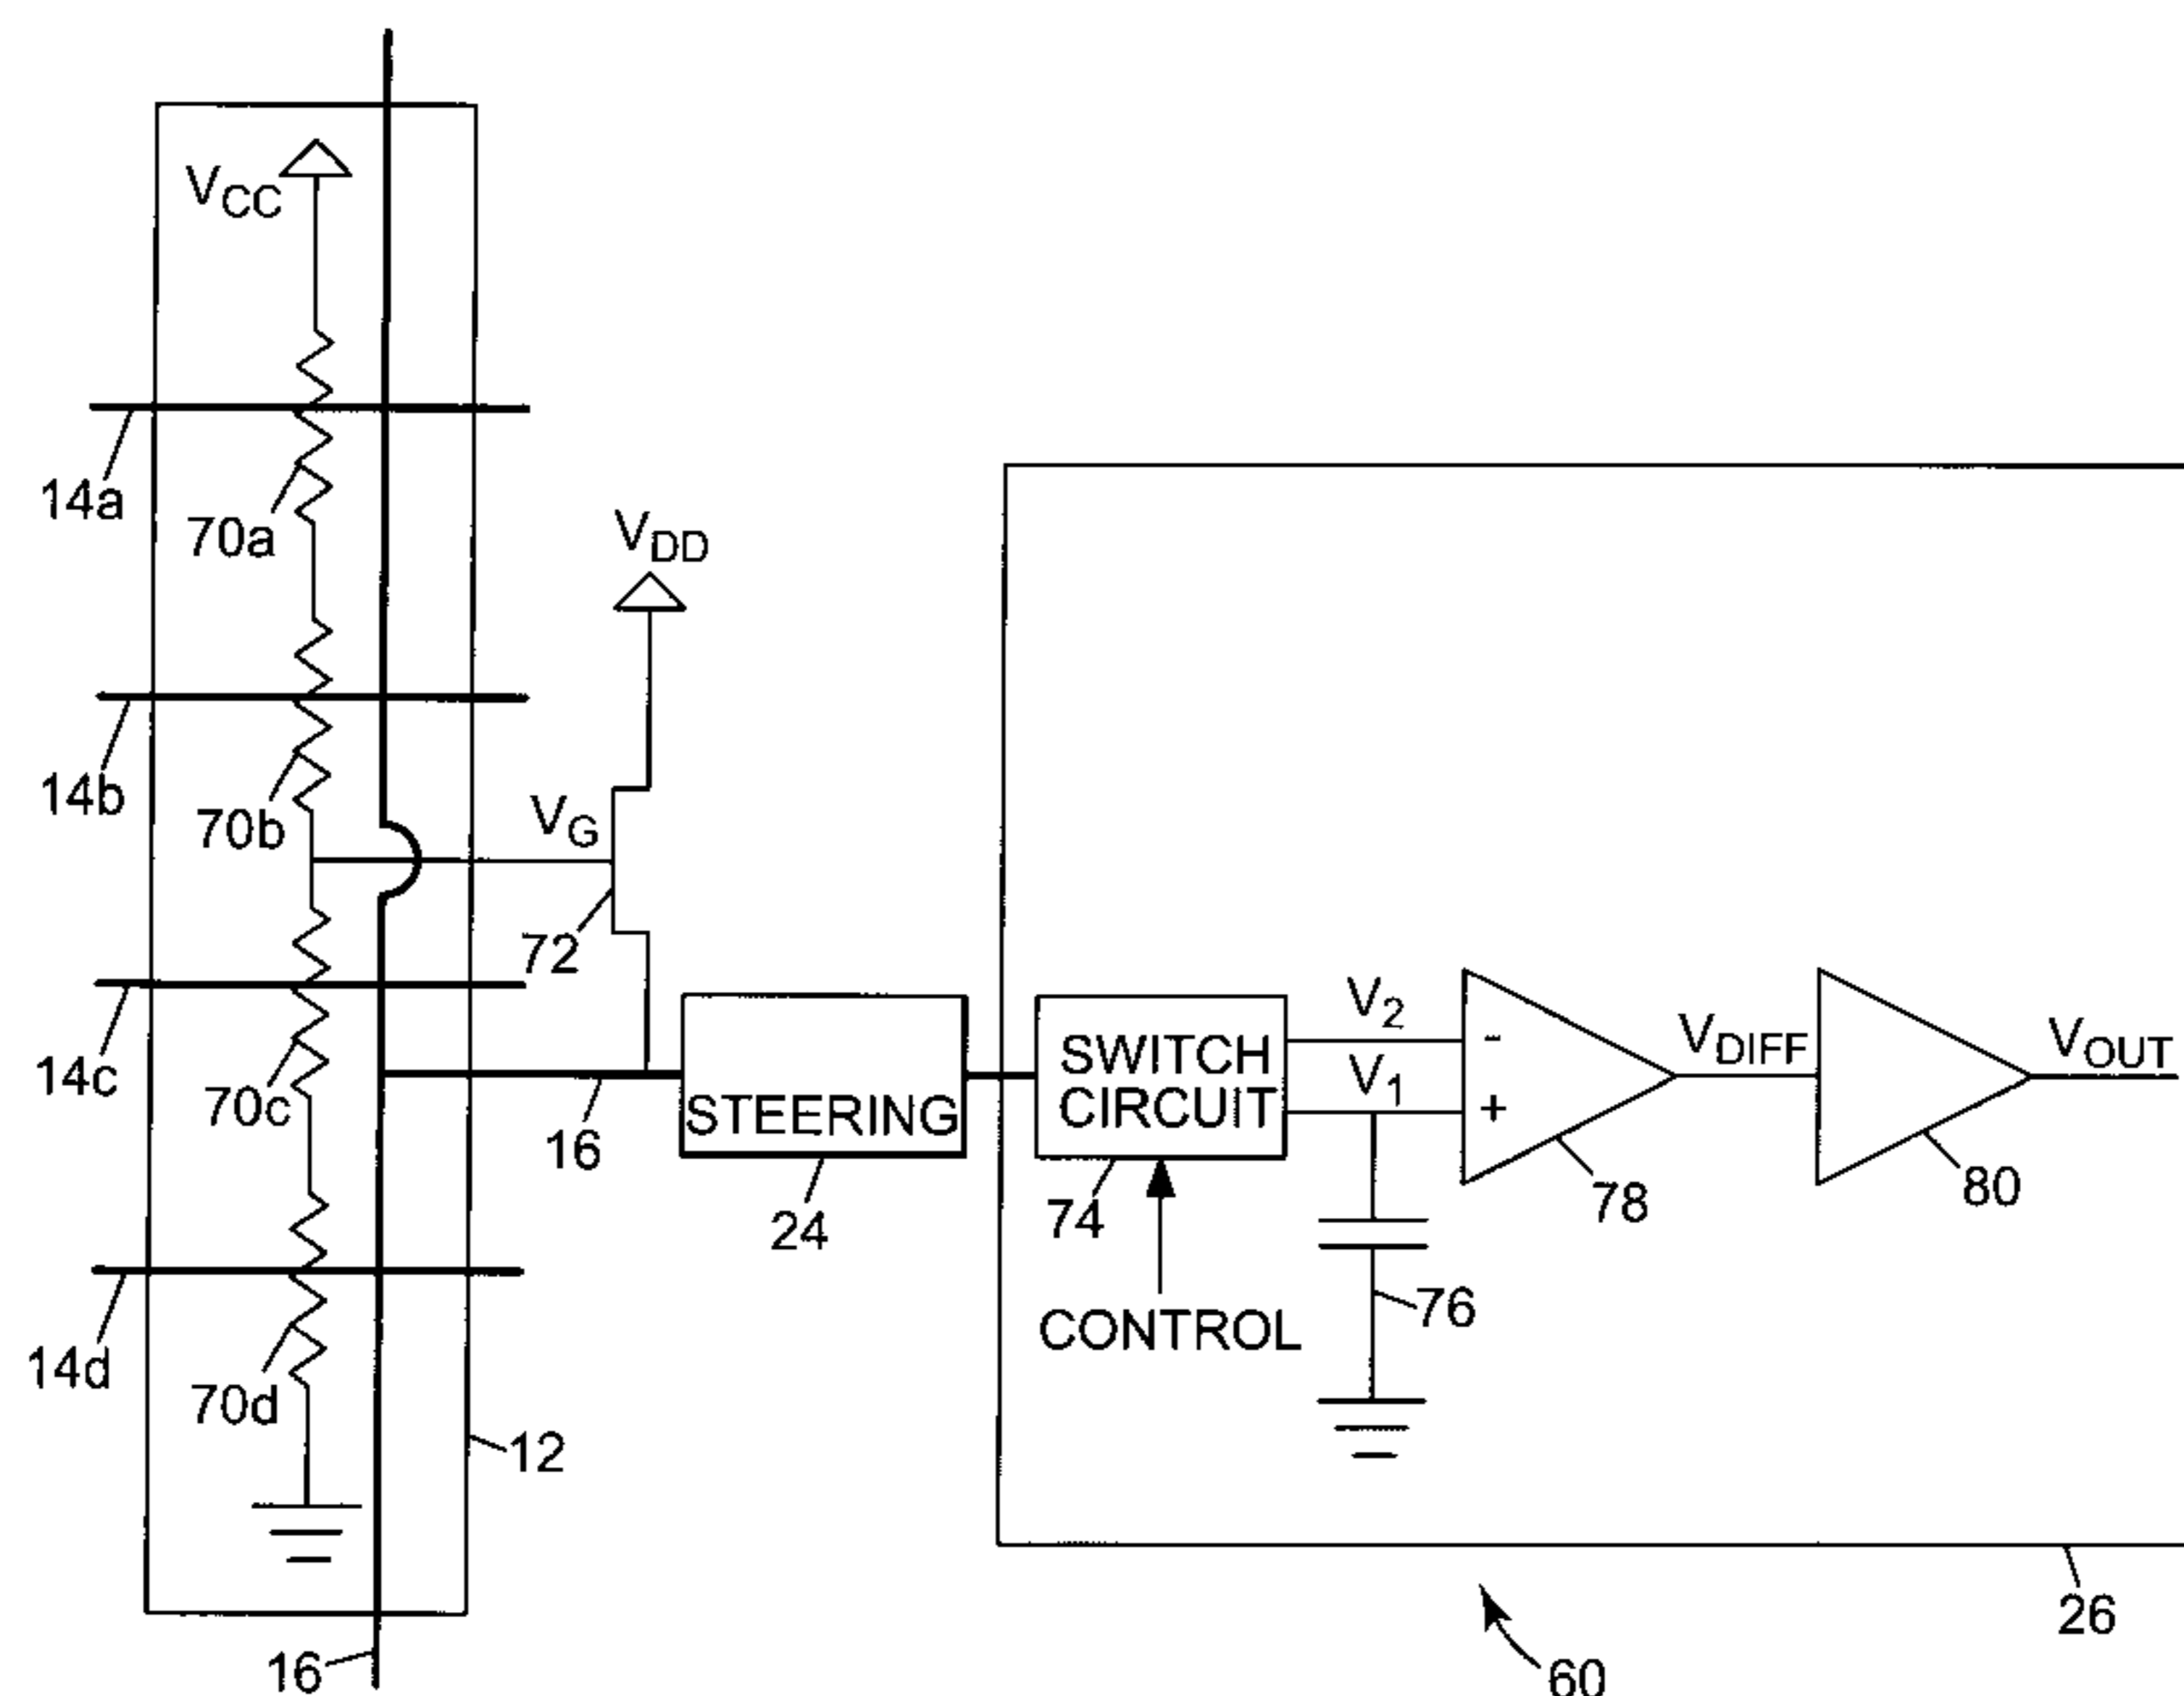 VCC
14a
70a
VDD
14b
70b
VG
72
14c
70c
16
STEERING
24
SWITCH
CIRCUIT
74
CONTROL
V2
V1
-
+
76
78
VDIFF
80
VOUT
14d
70d
12
16
60
26